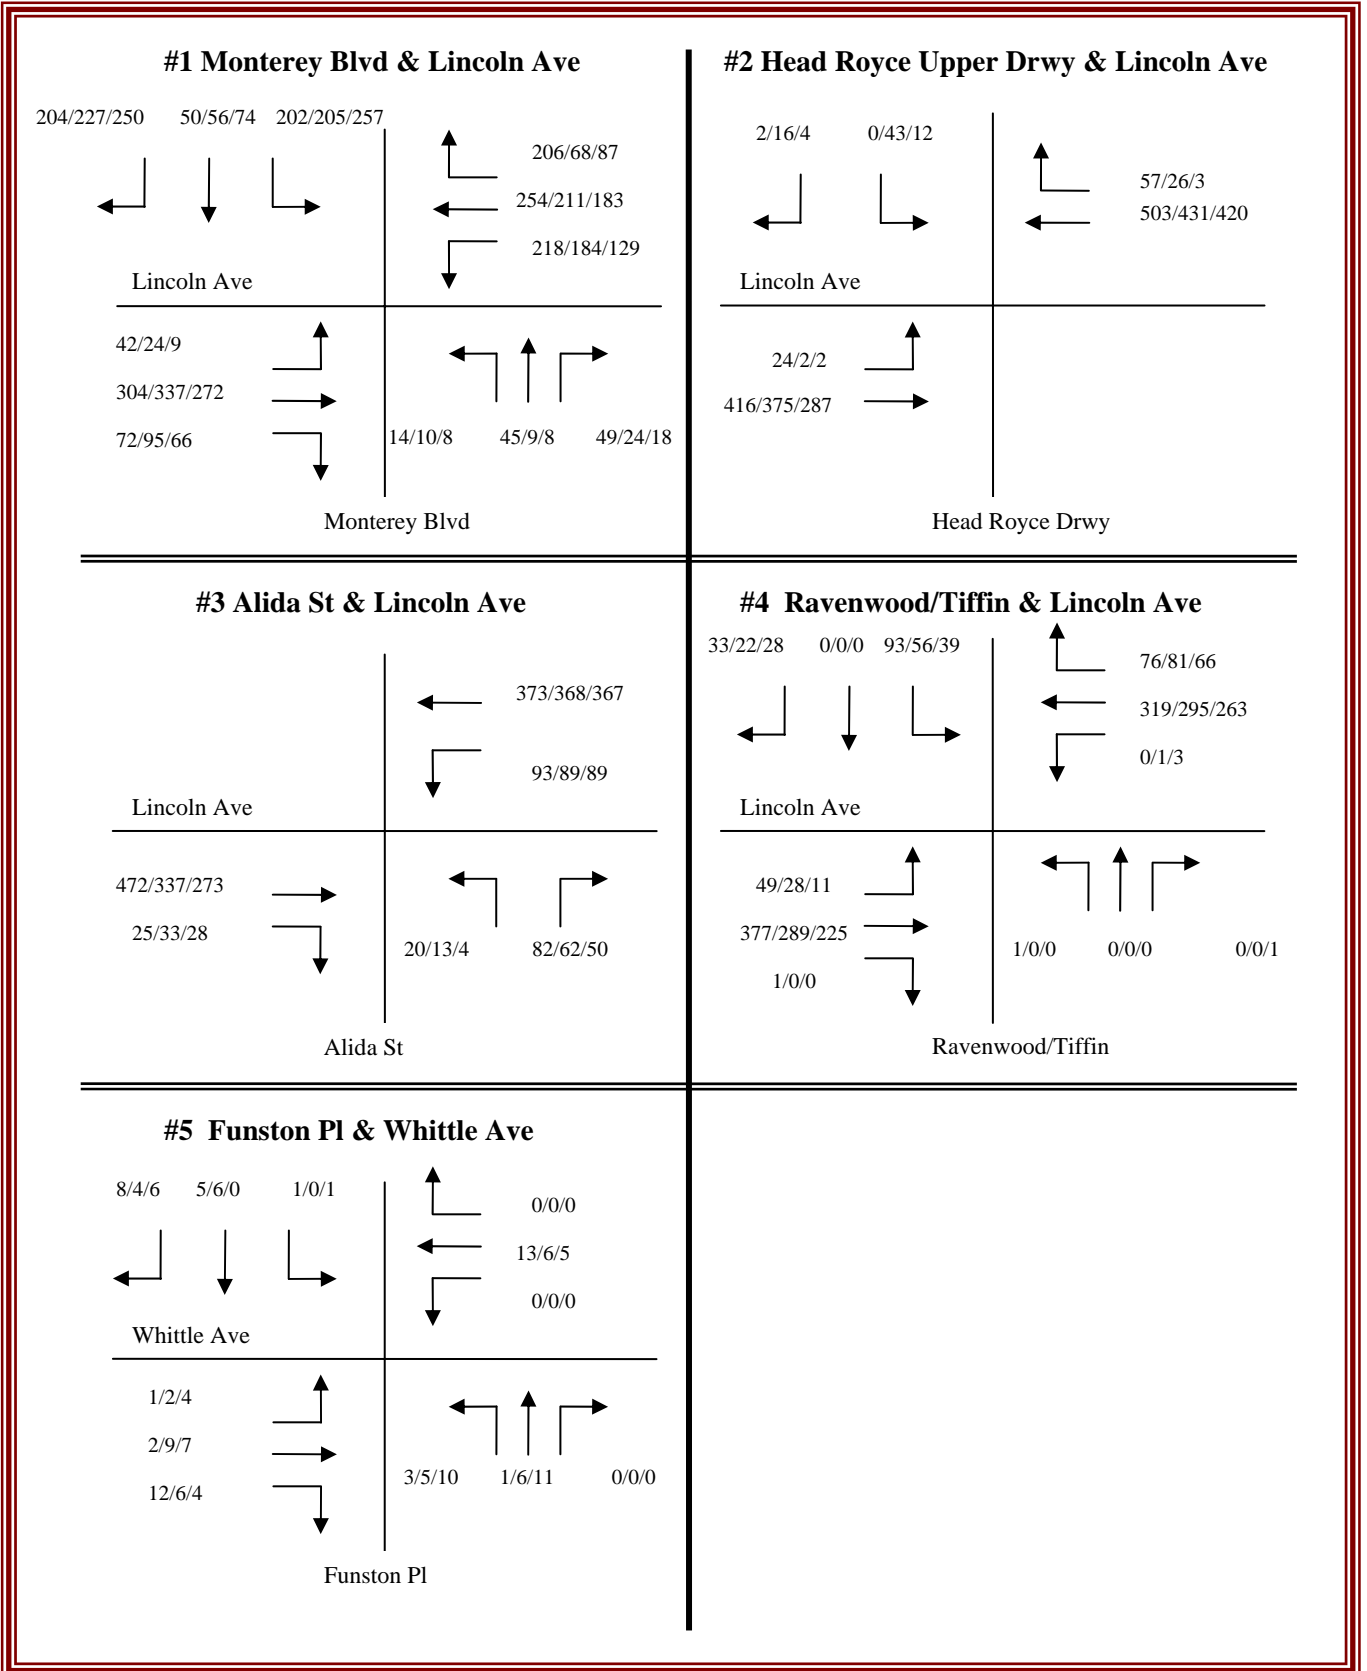 #1 Monterey Blvd & Lincoln Ave
204/227/250 50/56/74 202/205/257
206/68/87
254/211/183
218/184/129
Lincoln Ave
42/24/9
304/337/272
72/95/66
14/10/8 45/9/8 49/24/18
Monterey Blvd
#2 Head Royce Upper Drwy & Lincoln Ave
2/16/4 0/43/12
57/26/3
503/431/420
Lincoln Ave
24/2/2
416/375/287
Head Royce Drwy
#3 Alida St & Lincoln Ave
373/368/367
93/89/89
Lincoln Ave
472/337/273
25/33/28
20/13/4 82/62/50
Alida St
#4 Ravenwood/Tiffin & Lincoln Ave
33/22/28 0/0/0 93/56/39
76/81/66
319/295/263
0/1/3
Lincoln Ave
49/28/11
377/289/225
1/0/0
1/0/0 0/0/0 0/0/1
Ravenwood/Tiffin
#5 Funston Pl & Whittle Ave
8/4/6 5/6/0 1/0/1
0/0/0
13/6/5
0/0/0
Whittle Ave
1/2/4
2/9/7
12/6/4
3/5/10 1/6/11 0/0/0
Funston Pl